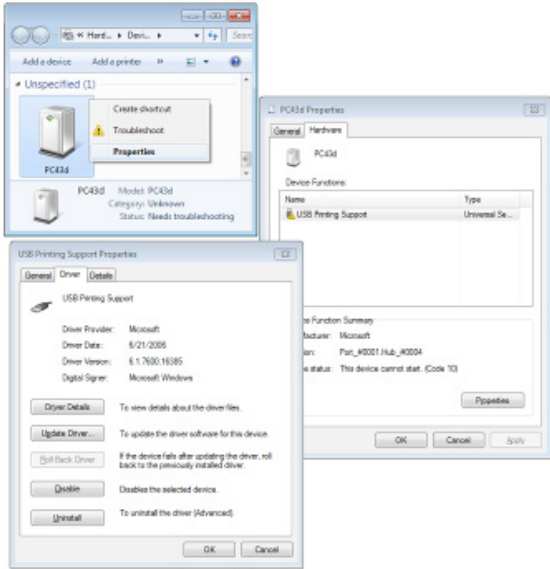 « Hard... ▸ Devi... ▸
Add a device Add a printer »
Unspecified (1)
Create shortcut
Troubleshoot
Properties
PC43d
PC43d Model: PC43d
Category: Unknown
Status: Needs troubleshooting
PC43d Properties
General Hardware
PC43d
Device Functions:
Name Type
USB Printing Support Universal Se...
Device Function Summary
Manufacturer: Microsoft
Port_#0001.Hub_#0004
status: This device cannot start. (Code 10)
Properties
OK Cancel Apply
USB Printing Support Properties
General Driver Details
USB Printing Support
Driver Provider: Microsoft
Driver Date: 6/21/2006
Driver Version: 6.1.7600.16385
Digital Signer: Microsoft Windows
Driver Details To view details about the driver files.
Update Driver... To update the driver software for this device.
Roll Back Driver If the device fails after updating the driver, roll
back to the previously installed driver.
Disable Disables the selected device.
Uninstall To uninstall the driver (Advanced).
OK Cancel